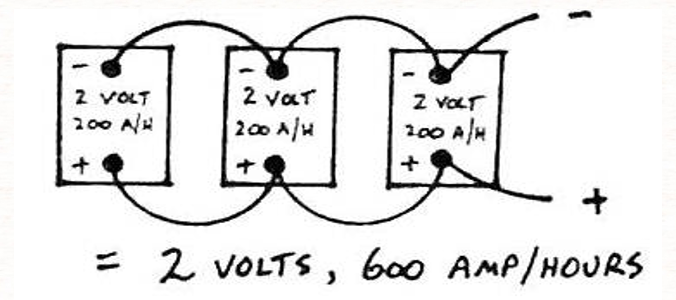 -
- - -
2 VOLT 2 VOLT 2 VOLT
200 A/H 200 A/H 200 A/H
+ + +
+
= 2 VOLTS, 600 AMP/HOURS